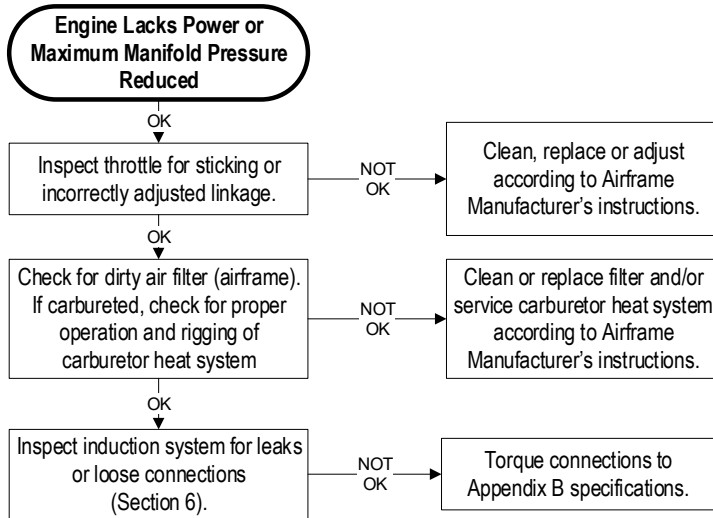 Engine Lacks Power or
Maximum Manifold Pressure
Reduced
OK
Inspect throttle for sticking or
incorrectly adjusted linkage.
NOT
OK
Clean, replace or adjust
according to Airframe
Manufacturer's instructions.
OK
Check for dirty air filter (airframe).
If carbureted, check for proper
operation and rigging of
carburetor heat system
NOT
OK
Clean or replace filter and/or
service carburetor heat system
according to Airframe
Manufacturer's instructions.
OK
Inspect induction system for leaks
or loose connections
(Section 6).
NOT
OK
Torque connections to
Appendix B specifications.